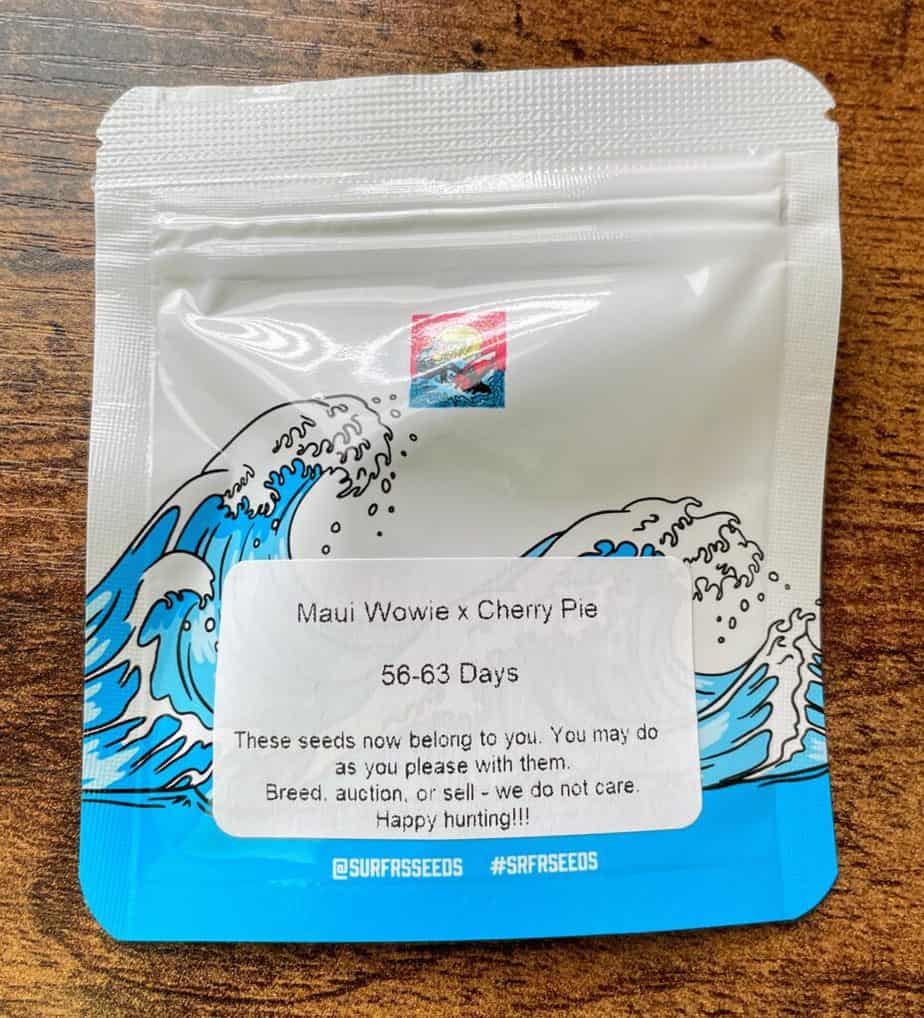 Maui Wowie x Cherry Pie
56-63 Days
These seeds now belong to you. You may do
as you please with them.
Breed, auction, or sell - we do not care.
Happy hunting!!!
@SURFRSSEEDS #SRFRSEEDS